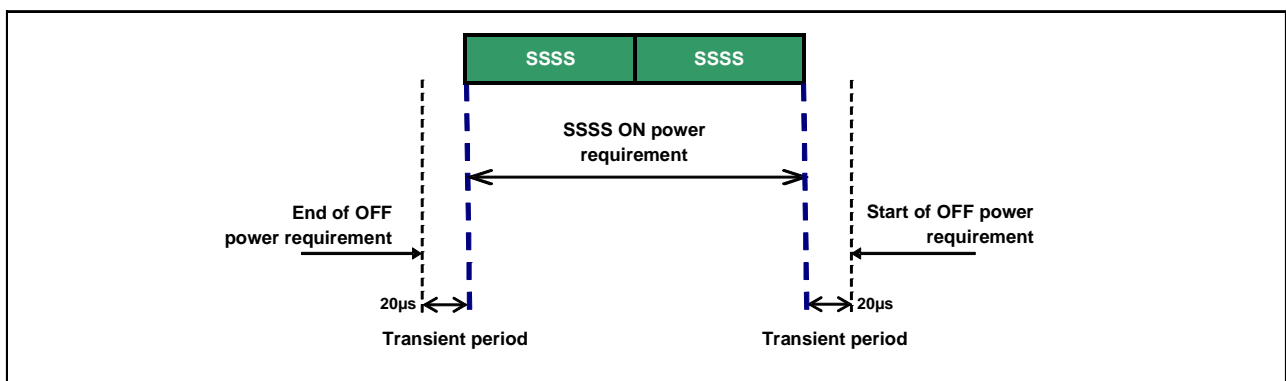 SSSS SSSS
SSSS ON power
requirement
End of OFF
power requirement
Start of OFF power
requirement
20µs 20µs
Transient period Transient period